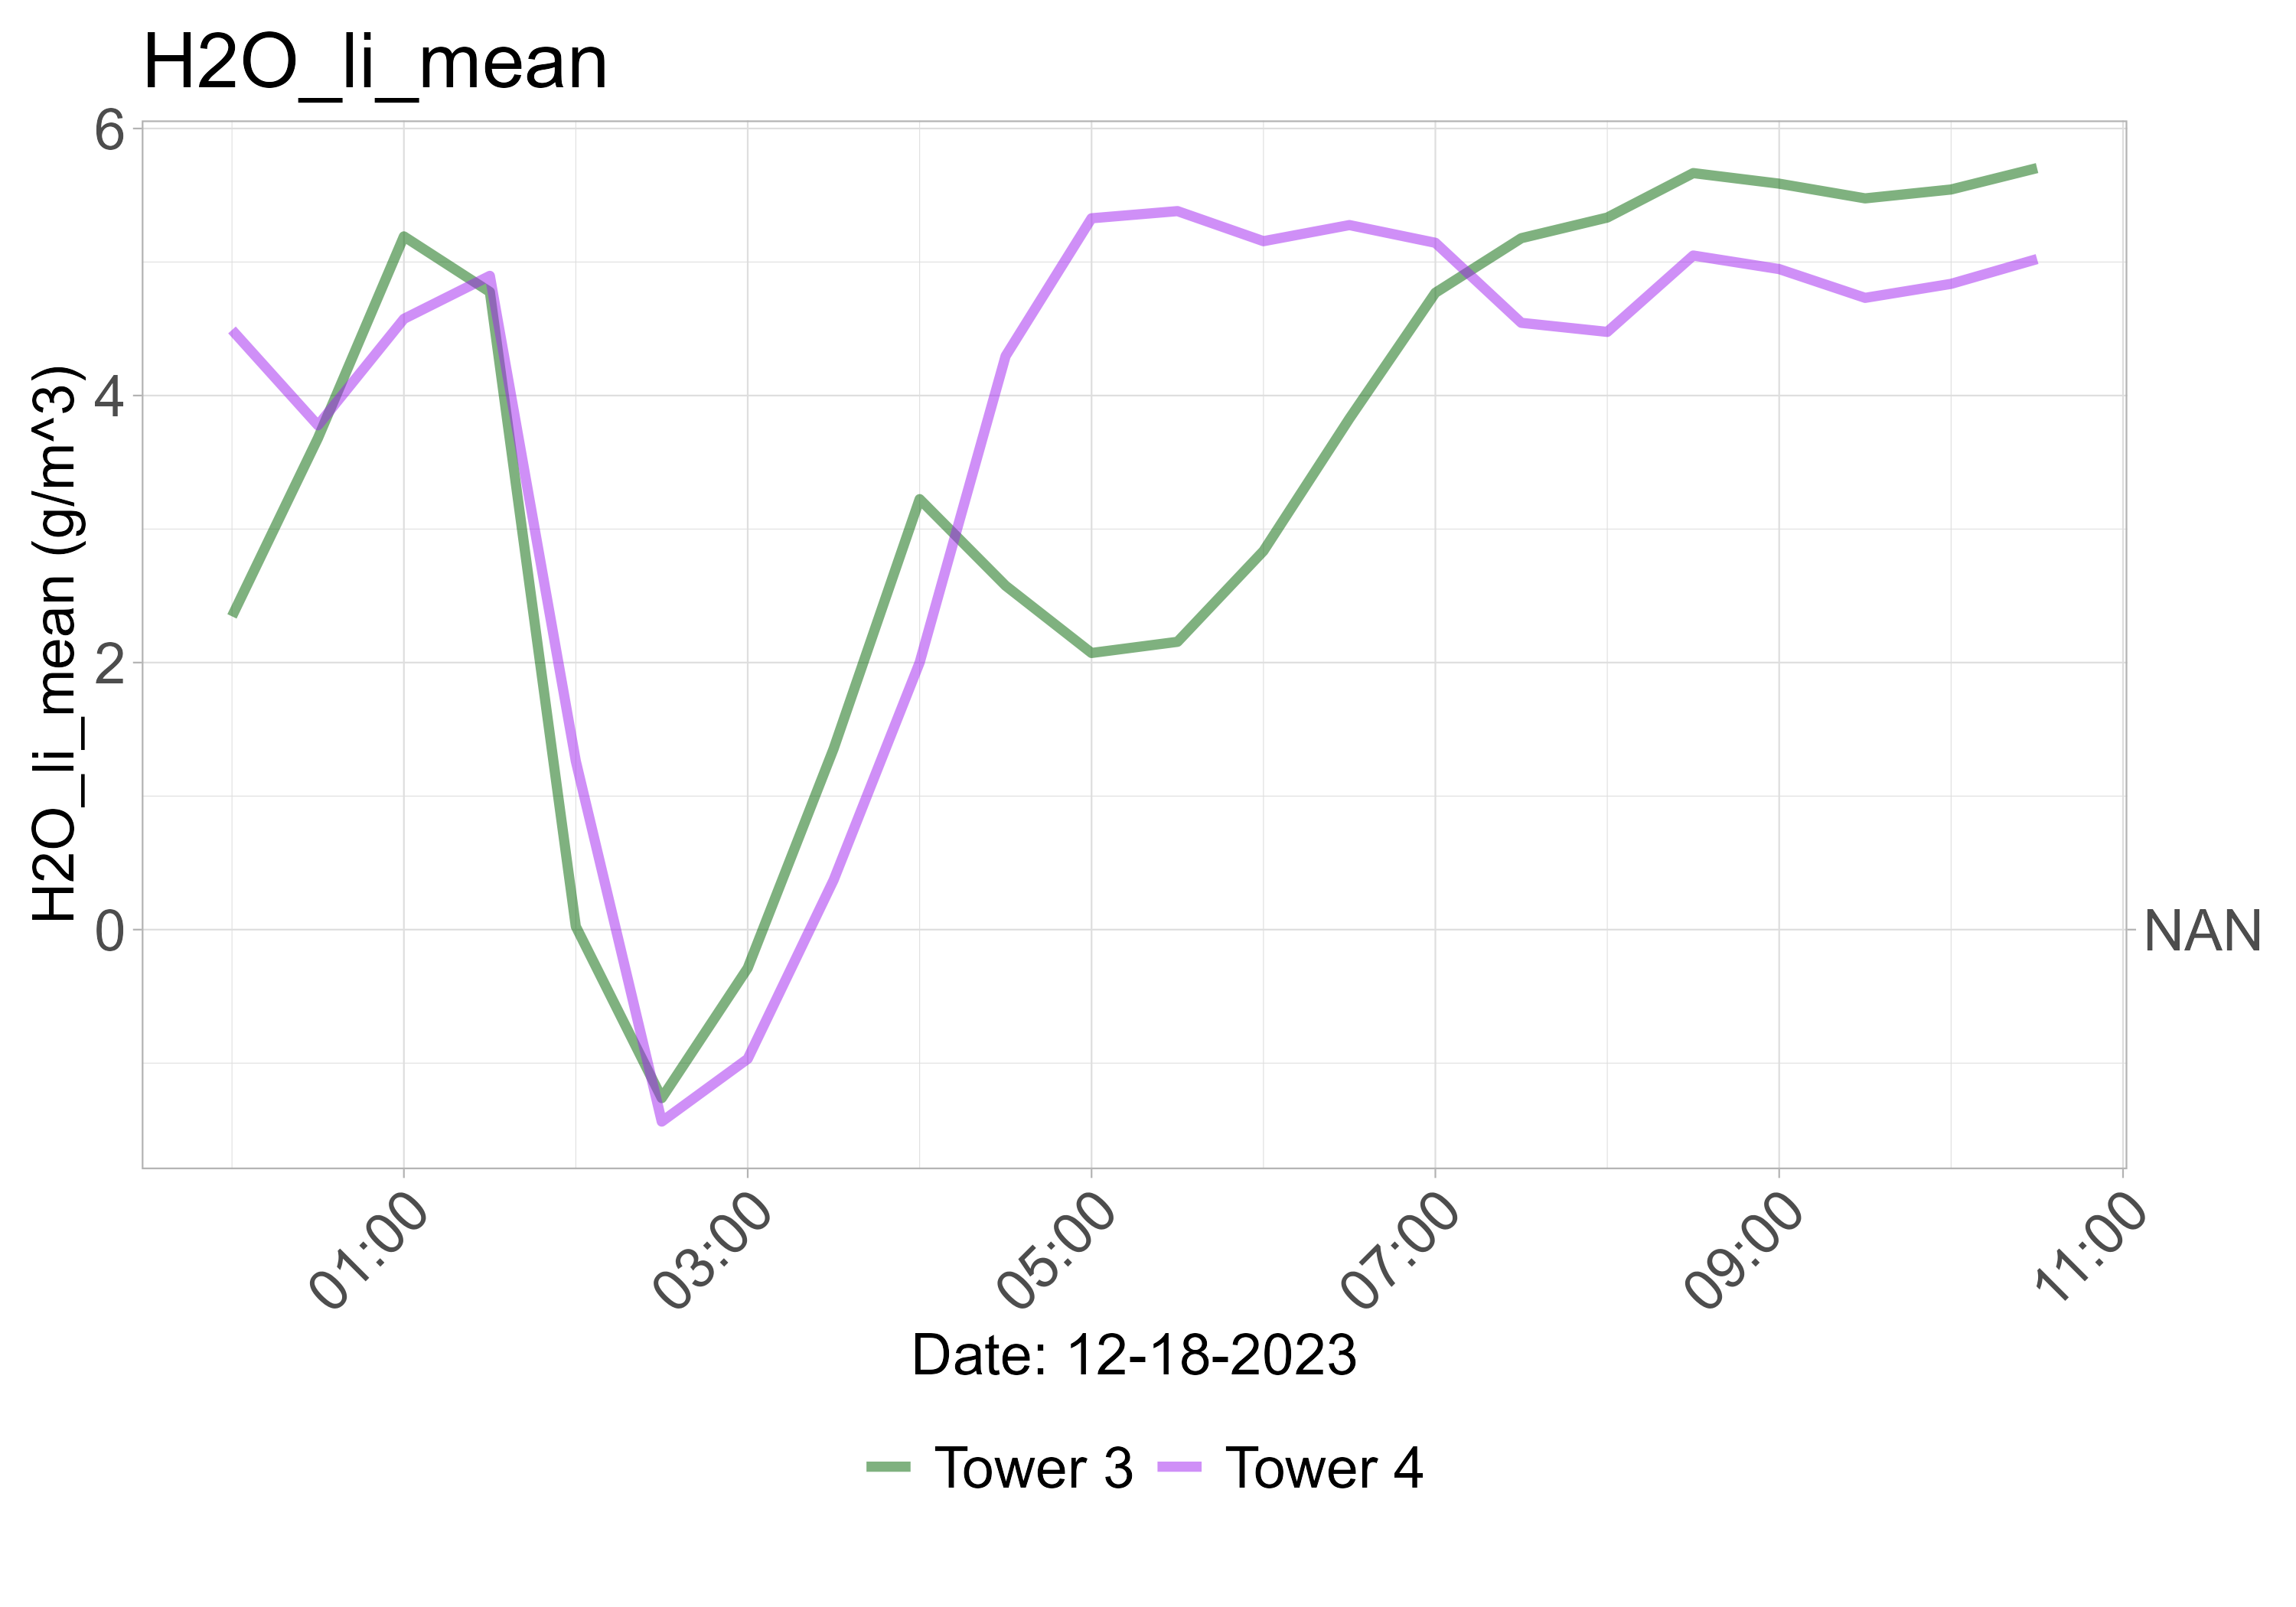 H2O_li_mean
H2O_li_mean (g/m^3)
6
4
2
0
NAN
01:00
03:00
05:00
07:00
09:00
11:00
Date: 12-18-2023
Tower 3
Tower 4